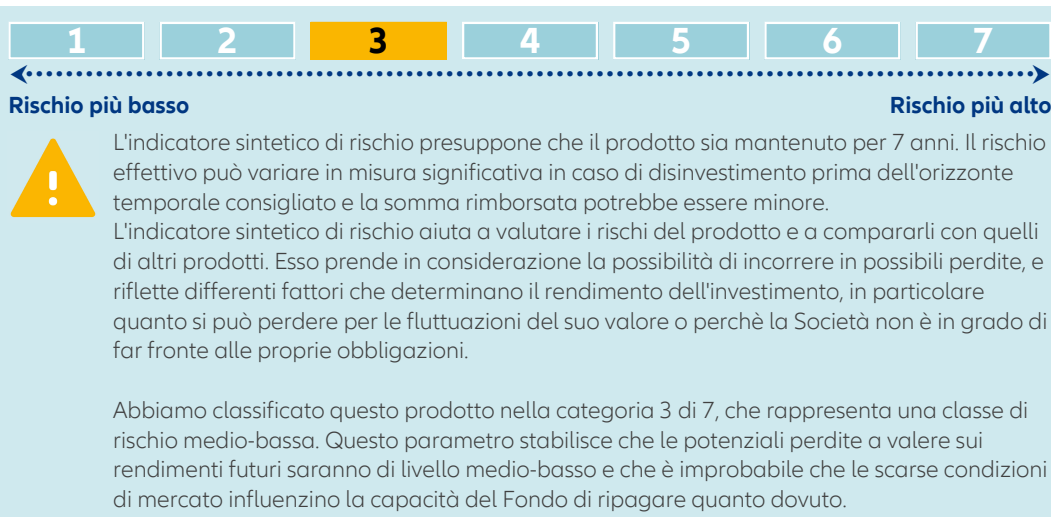 1 2 3 4 5 6 7
Rischio più basso Rischio più alto
L'indicatore sintetico di rischio presuppone che il prodotto sia mantenuto per 7 anni. Il rischio
effettivo può variare in misura significativa in caso di disinvestimento prima dell'orizzonte
temporale consigliato e la somma rimborsata potrebbe essere minore.
L'indicatore sintetico di rischio aiuta a valutare i rischi del prodotto e a compararli con quelli
di altri prodotti. Esso prende in considerazione la possibilità di incorrere in possibili perdite, e
riflette differenti fattori che determinano il rendimento dell'investimento, in particolare
quanto si può perdere per le fluttuazioni del suo valore o perchè la Società non è in grado di
far fronte alle proprie obbligazioni.
Abbiamo classificato questo prodotto nella categoria 3 di 7, che rappresenta una classe di
rischio medio-bassa. Questo parametro stabilisce che le potenziali perdite a valere sui
rendimenti futuri saranno di livello medio-basso e che è improbabile che le scarse condizioni
di mercato influenzino la capacità del Fondo di ripagare quanto dovuto.